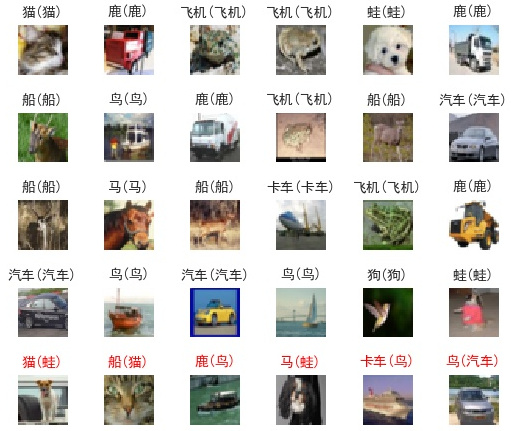 猫(猫) 鹿(鹿) 飞机(飞机) 飞机(飞机) 蛙(蛙) 鹿(鹿)
船(船) 鸟(鸟) 鹿(鹿) 飞机(飞机) 船(船) 汽车(汽车)
船(船) 马(马) 船(船) 卡车(卡车) 飞机(飞机) 鹿(鹿)
汽车(汽车) 鸟(鸟) 汽车(汽车) 鸟(鸟) 狗(狗) 蛙(蛙)
猫(蛙) 船(猫) 鹿(鸟) 马(蛙) 卡车(鸟) 鸟(汽车)